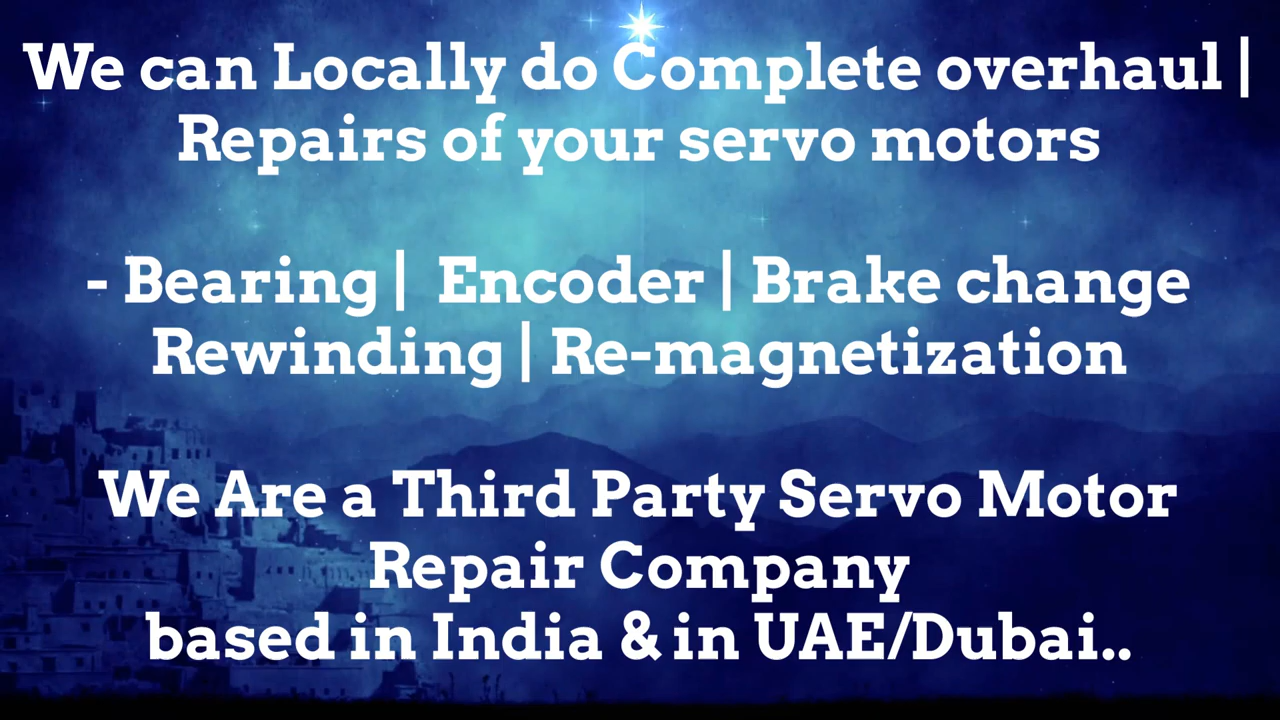 We can Locally do Complete overhaul |
Repairs of your servo motors
- Bearing | Encoder | Brake change
Rewinding | Re-magnetization
We Are a Third Party Servo Motor
Repair Company
based in India & in UAE/Dubai..